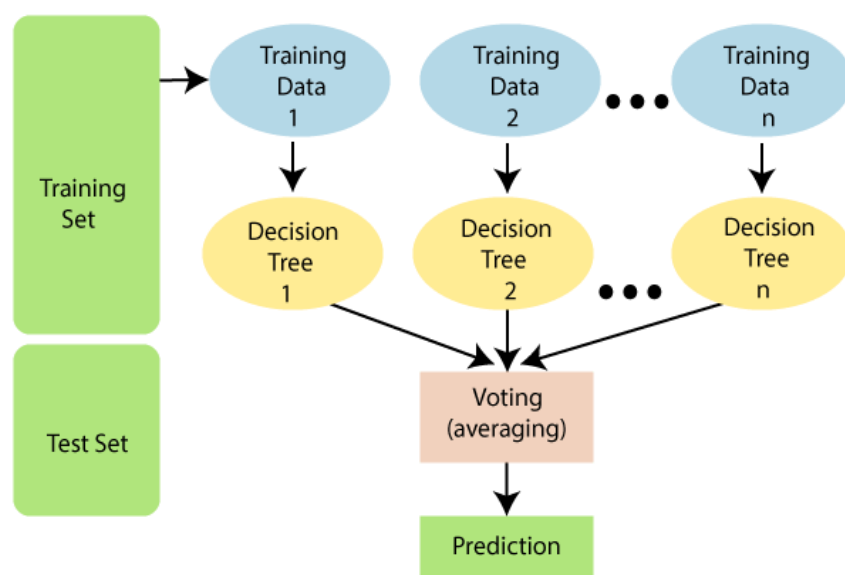 Training
Set
Test Set
Training
Data
1
Training
Data
2
Training
Data
n
Decision
Tree
1
Decision
Tree
2
Decision
Tree
n
Voting
(averaging)
Prediction